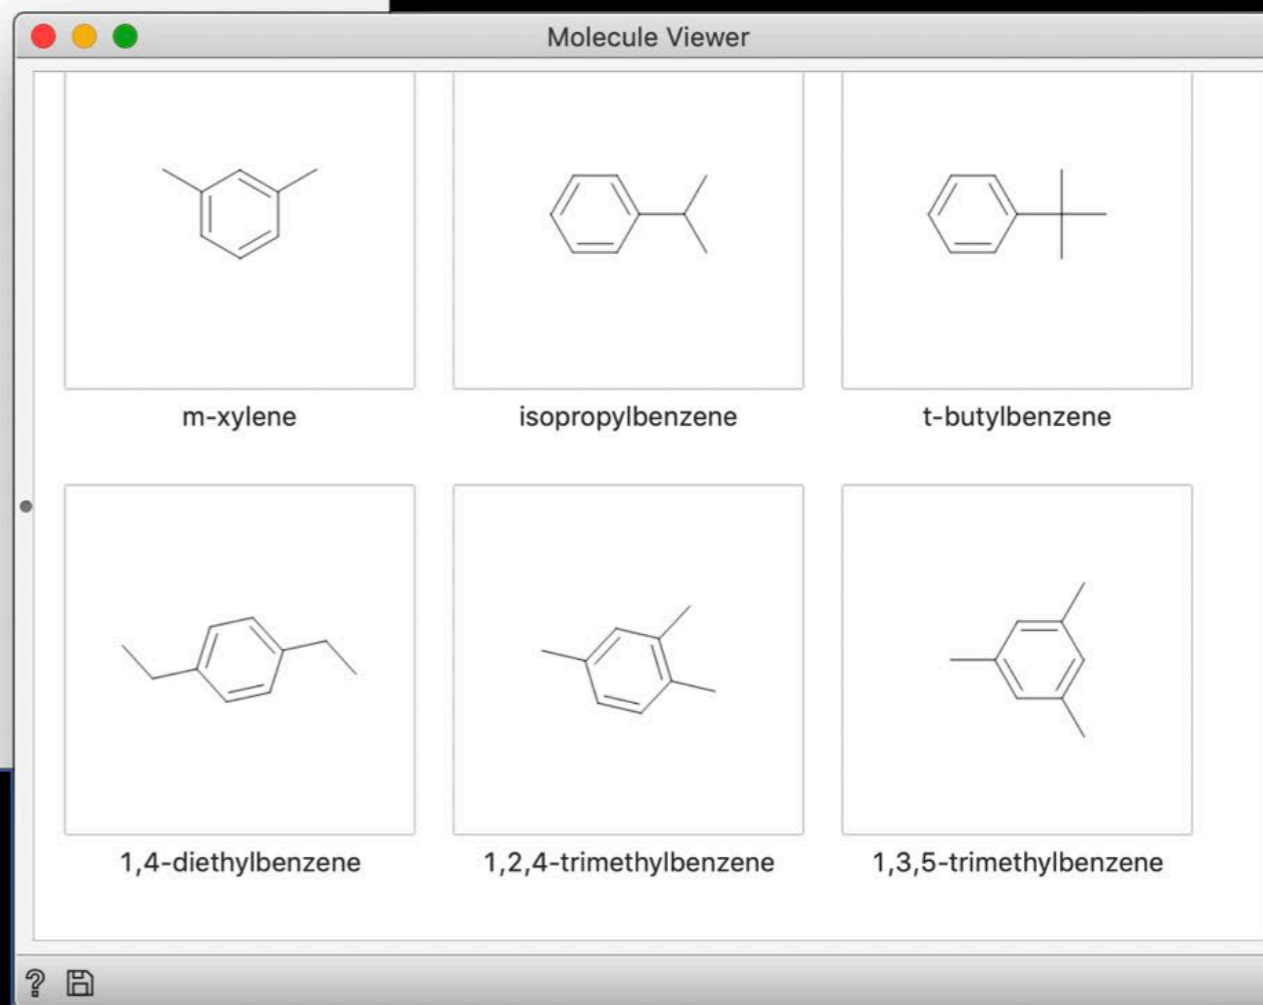 Molecule Viewer
m-xylene
isopropylbenzene
t-butylbenzene
1,4-diethylbenzene
1,2,4-trimethylbenzene
1,3,5-trimethylbenzene
?